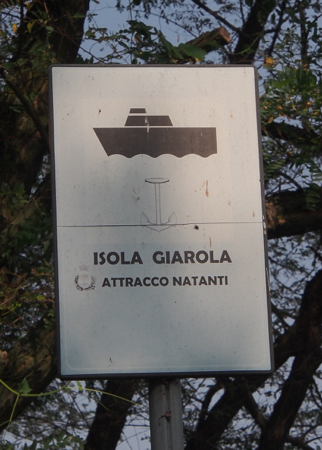 ISOLA GIAROLA
ATTRACCO NATANTI